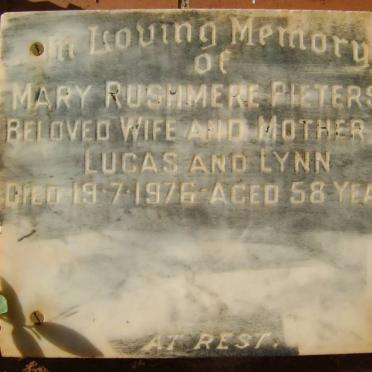 In Loving Memory
of
MARY RUSHMERE PIETERS
BELOVED WIFE AND MOTHER
LUCAS AND LYNN
DIED 19-7-1976 AGED 58 YEA
AT REST.